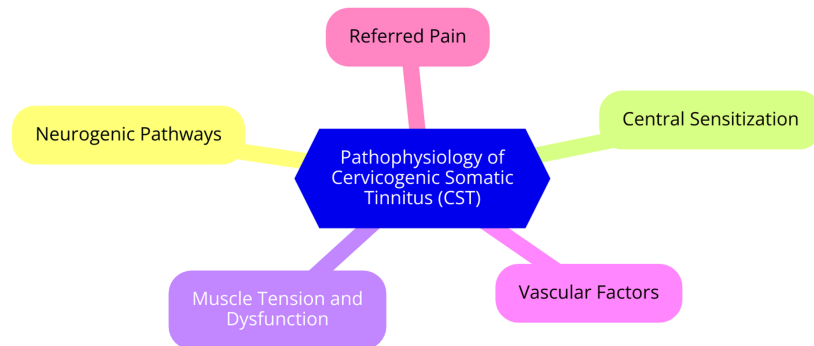 Referred Pain
Central Sensitization
Neurogenic Pathways
Pathophysiology of
Cervicogenic Somatic
Tinnitus (CST)
Muscle Tension and
Dysfunction
Vascular Factors